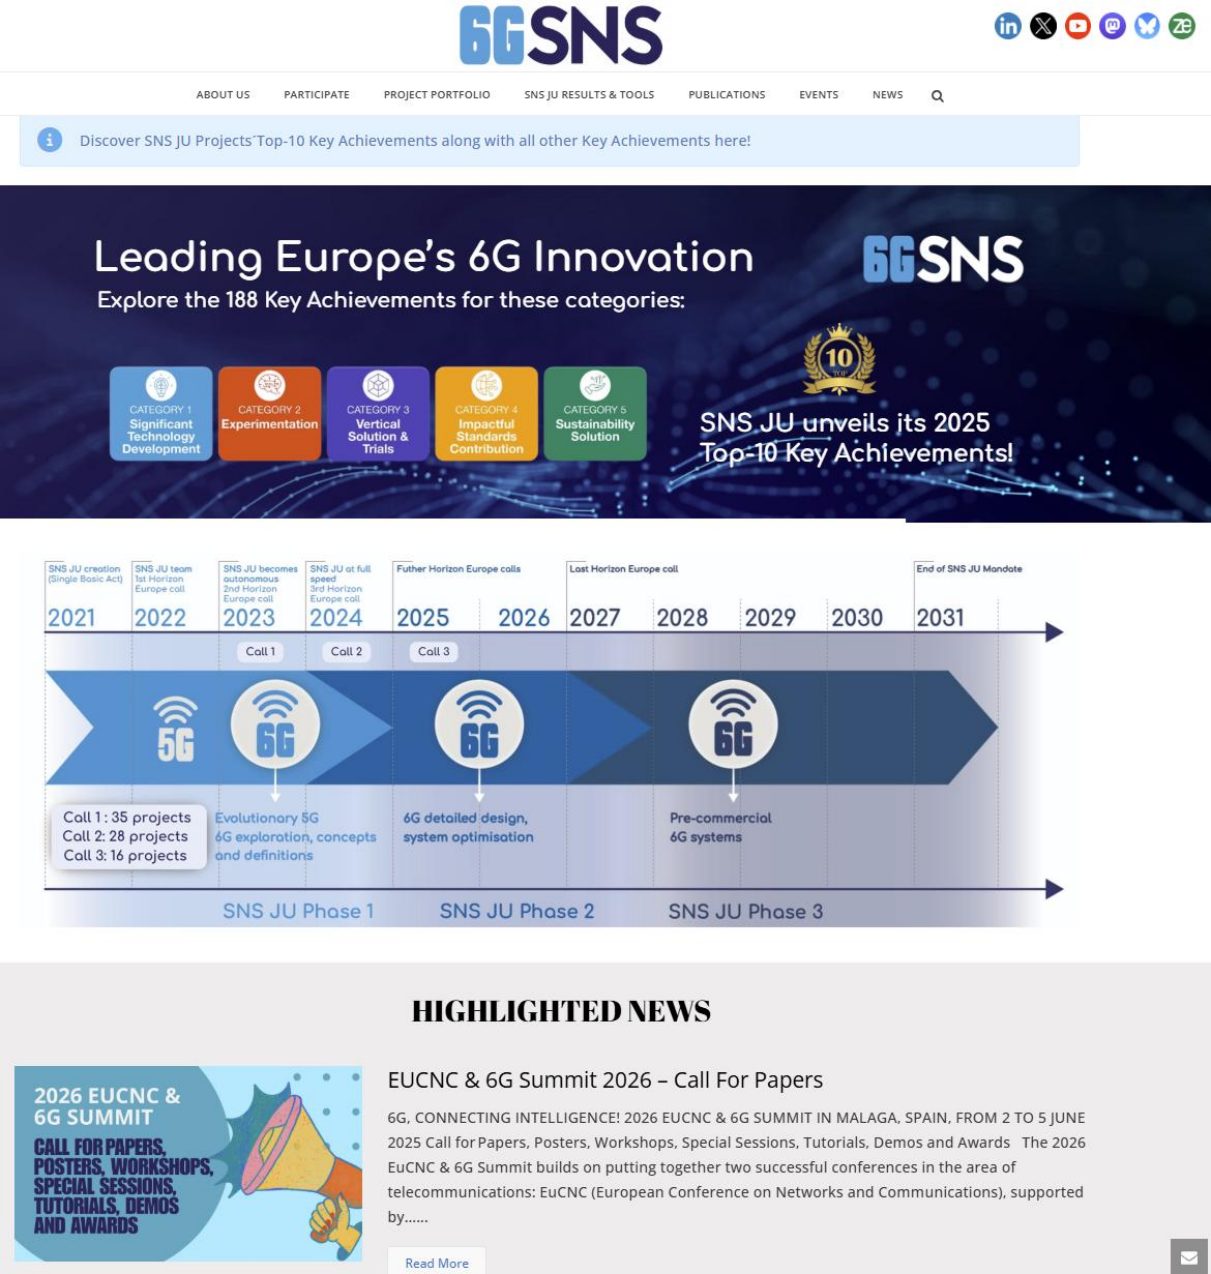 6GSNS
ABOUT US PARTICIPATE PROJECT PORTFOLIO SNS JU RESULTS & TOOLS PUBLICATIONS EVENTS NEWS
Discover SNS JU Projects´Top-10 Key Achievements along with all other Key Achievements here!
Leading Europe’s 6G Innovation
6GSNS
Explore the 188 Key Achievements for these categories:
CATEGORY 1
Significant
Technology
Development
CATEGORY 2
Experimentation
CATEGORY 3
Vertical
Solution &
Trials
CATEGORY 4
Impactful
Standards
Contribution
CATEGORY 5
Sustainability
Solution
10
TOP
SNS JU unveils its 2025
Top-10 Key Achievements!
SNS JU creation
(Single Basic Act)
2021
SNS JU team
1st Horizon
Europe call
2022
SNS JU becomes
autonomous
2nd Horizon
Europe call
2023
SNS JU at full
speed
3rd Horizon
Europe call
2024
Futher Horizon Europe calls
2025 2026
Last Horizon Europe call
2027 2028 2029 2030
End of SNS JU Mandate
2031
Call 1 Call 2 Call 3
5G 6G 6G 6G
Call 1 : 35 projects
Call 2: 28 projects
Call 3: 16 projects
Evolutionary 5G
6G exploration, concepts
and definitions
6G detailed design,
system optimisation
Pre-commercial
6G systems
SNS JU Phase 1 SNS JU Phase 2 SNS JU Phase 3
HIGHLIGHTED NEWS
2026 EUCNC &
6G SUMMIT
CALL FOR PAPERS,
POSTERS, WORKSHOPS,
SPECIAL SESSIONS,
TUTORIALS, DEMOS
AND AWARDS
EUCNC & 6G Summit 2026 – Call For Papers
6G, CONNECTING INTELLIGENCE! 2026 EUCNC & 6G SUMMIT IN MALAGA, SPAIN, FROM 2 TO 5 JUNE
2025 Call for Papers, Posters, Workshops, Special Sessions, Tutorials, Demos and Awards The 2026
EuCNC & 6G Summit builds on putting together two successful conferences in the area of
telecommunications: EuCNC (European Conference on Networks and Communications), supported
by......
Read More